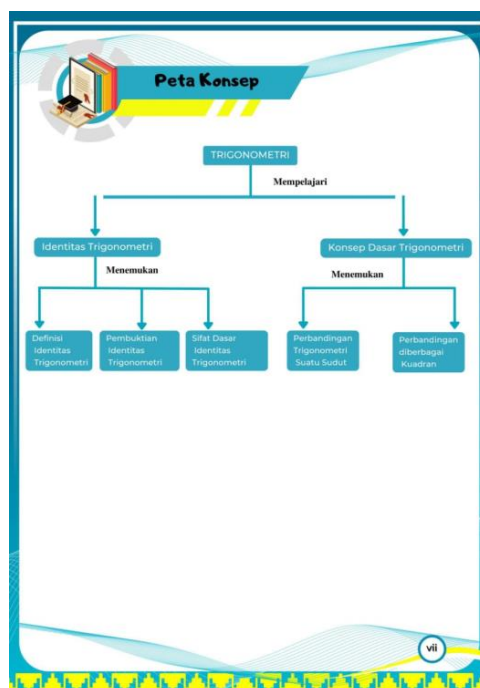 Peta Konsep
TRIGONOMETRI
Mempelajari
Identitas Trigonometri
Konsep Dasar Trigonometri
Menemukan
Menemukan
Definisi
Identitas
Trigonometri
Pembuktian
Identitas
Trigonometri
Sifat Dasar
Identitas
Trigonometri
Perbandingan
Trigonometri
Suatu Sudut
Perbandingan
diberbagai
Kuadran
vii